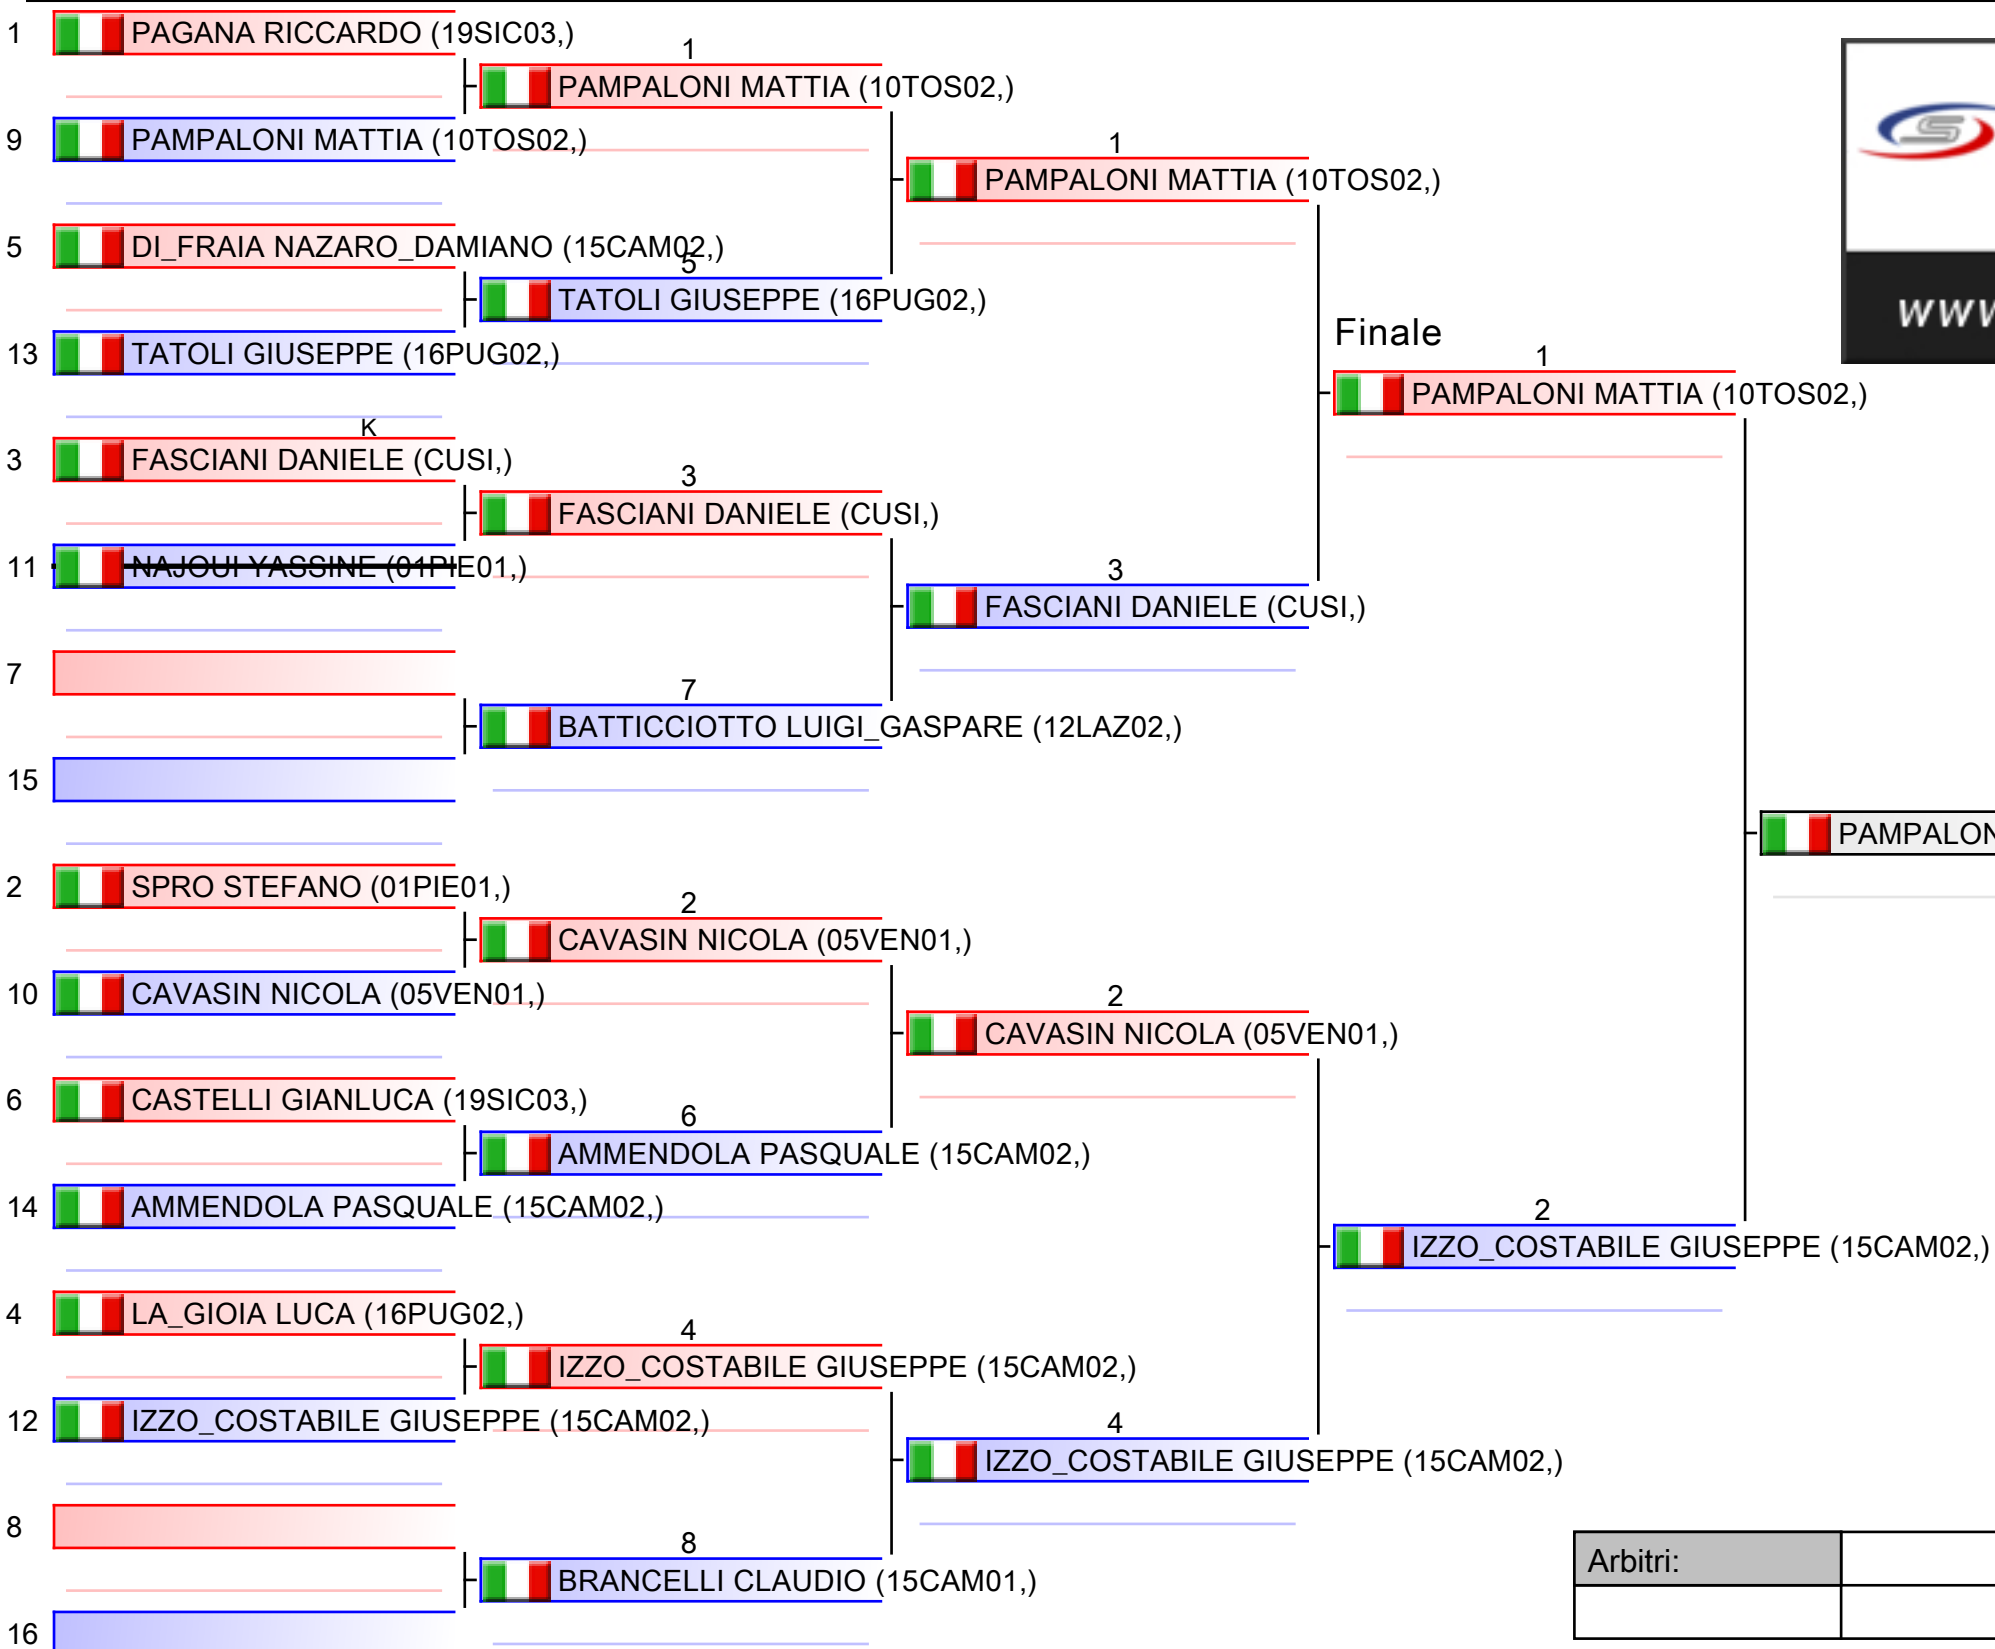 1 PAGANA RICCARDO (19SIC03,)
1
PAMPALONI MATTIA (10TOS02,)
9 PAMPALONI MATTIA (10TOS02,)
1
PAMPALONI MATTIA (10TOS02,)
5 DI_FRAIA NAZARO_DAMIANO (15CAM02,)
5
TATOLI GIUSEPPE (16PUG02,)
13 TATOLI GIUSEPPE (16PUG02,)
S
www
Finale
1
PAMPALONI MATTIA (10TOS02,)
K
3 FASCIANI DANIELE (CUSI,)
3
FASCIANI DANIELE (CUSI,)
11 NAJOUI YASSINE (01PIE01,)
3
FASCIANI DANIELE (CUSI,)
7
7
BATTICCIOTTO LUIGI_GASPARE (12LAZ02,)
15
PAMPALON
2 SPRO STEFANO (01PIE01,)
2
CAVASIN NICOLA (05VEN01,)
10 CAVASIN NICOLA (05VEN01,)
2
CAVASIN NICOLA (05VEN01,)
6 CASTELLI GIANLUCA (19SIC03,)
6
AMMENDOLA PASQUALE (15CAM02,)
14 AMMENDOLA PASQUALE (15CAM02,)
2
IZZO_COSTABILE GIUSEPPE (15CAM02,)
4 LA_GIOIA LUCA (16PUG02,)
4
IZZO_COSTABILE GIUSEPPE (15CAM02,)
12 IZZO_COSTABILE GIUSEPPE (15CAM02,)
4
IZZO_COSTABILE GIUSEPPE (15CAM02,)
8
8
BRANCELLI CLAUDIO (15CAM01,)
16
Arbitri: